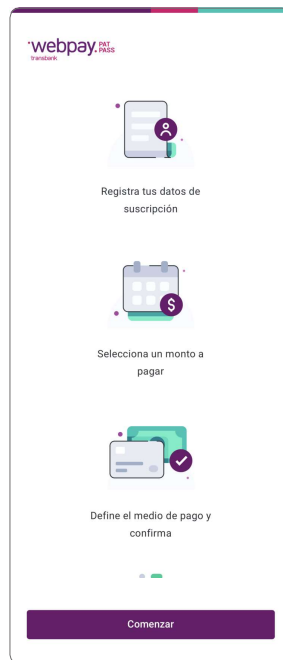 webpay. PAT PASS
transbank.
Registra tus datos de
suscripción
$
Selecciona un monto a
pagar
Define el medio de pago y
confirma
Comenzar